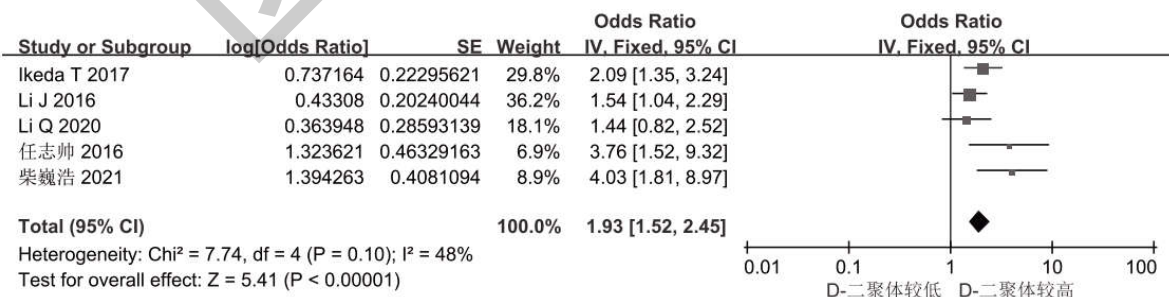 Odds Ratio Odds Ratio
Study or Subgroup log[Odds Ratio] SE Weight IV, Fixed, 95% CI IV, Fixed, 95% CI
Ikeda T 2017 0.737164 0.22295621 29.8% 2.09 [1.35, 3.24]
Li J 2016 0.43308 0.20240044 36.2% 1.54 [1.04, 2.29]
Li Q 2020 0.363948 0.28593139 18.1% 1.44 [0.82, 2.52]
任志帅 2016 1.323621 0.46329163 6.9% 3.76 [1.52, 9.32]
柴巍浩 2021 1.394263 0.4081094 8.9% 4.03 [1.81, 8.97]
Total (95% CI) 100.0% 1.93 [1.52, 2.45]
Heterogeneity: Chi² = 7.74, df = 4 (P = 0.10); I² = 48%
Test for overall effect: Z = 5.41 (P < 0.00001)
0.01 0.1 1 10 100
D-二聚体较低 D-二聚体较高